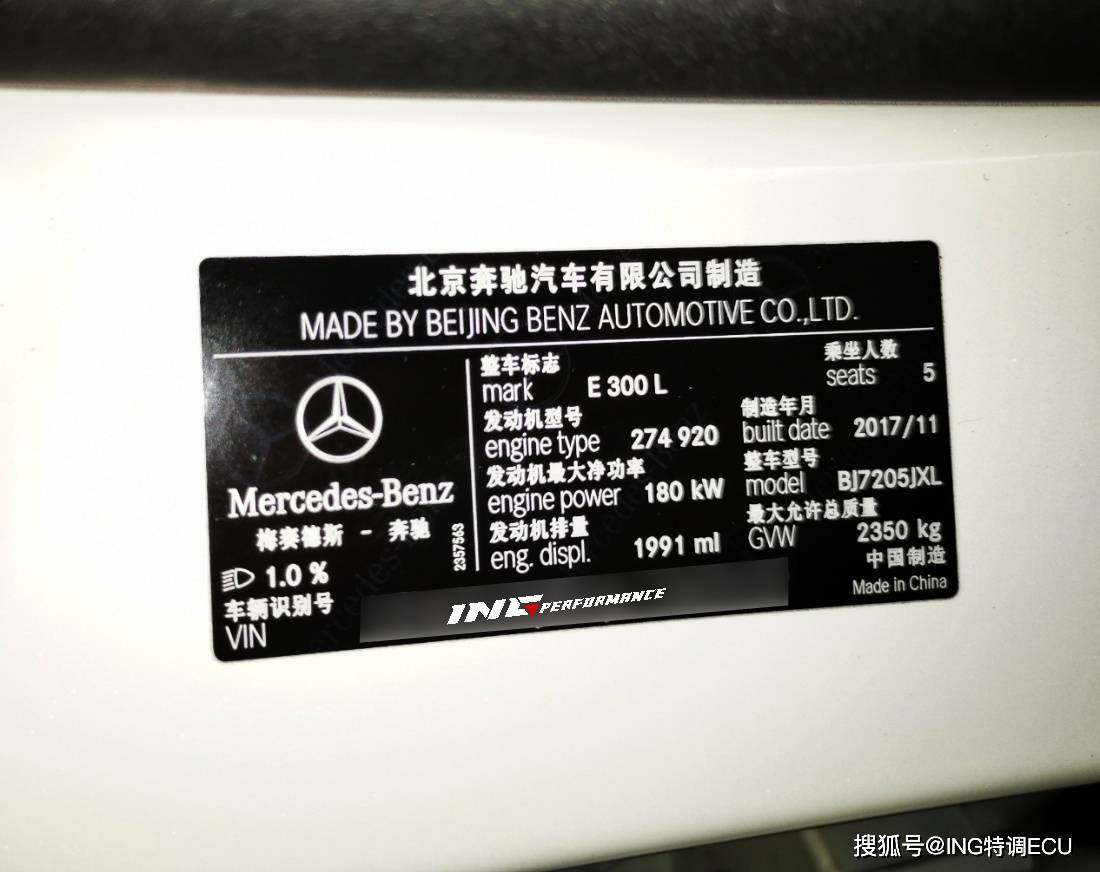 北京奔驰汽车有限公司制造
MADE BY BEIJING BENZ AUTOMOTIVE CO.,LTD.
Mercedes-Benz
梅赛德斯 - 奔驰
2357563
1.0 %
整车标志
mark E 300 L
乘坐人数
seats 5
发动机型号
engine type 274 920
制造年月
built date 2017/11
发动机最大净功率
engine power 180 kW
整车型号
model BJ7205JXL
发动机排量
eng. displ. 1991 ml
最大允许总质量
GVW 2350 kg
中国制造
Made in China
车辆识别号
VIN
ING PERFORMANCE
搜狐号@ING特调ECU